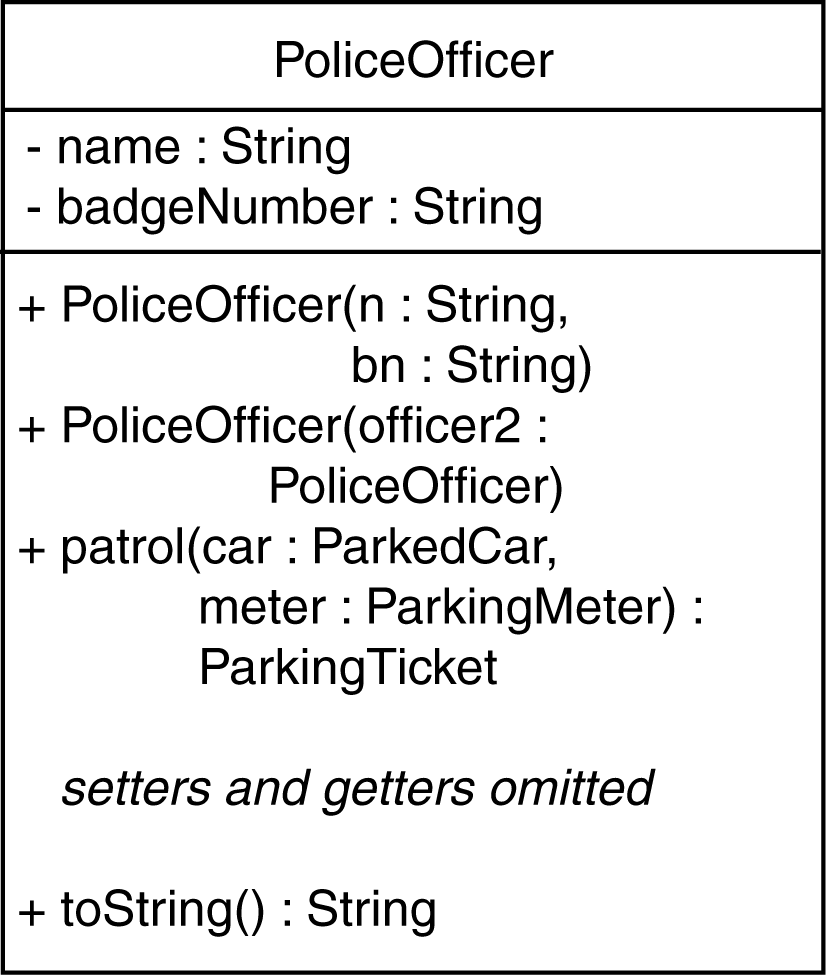 PoliceOfficer
- name : String
- badgeNumber : String
+ PoliceOfficer(n : String,
bn : String)
+ PoliceOfficer(officer2 :
PoliceOfficer)
+ patrol(car : ParkedCar,
meter : ParkingMeter) :
ParkingTicket
setters and getters omitted
+ toString() : String